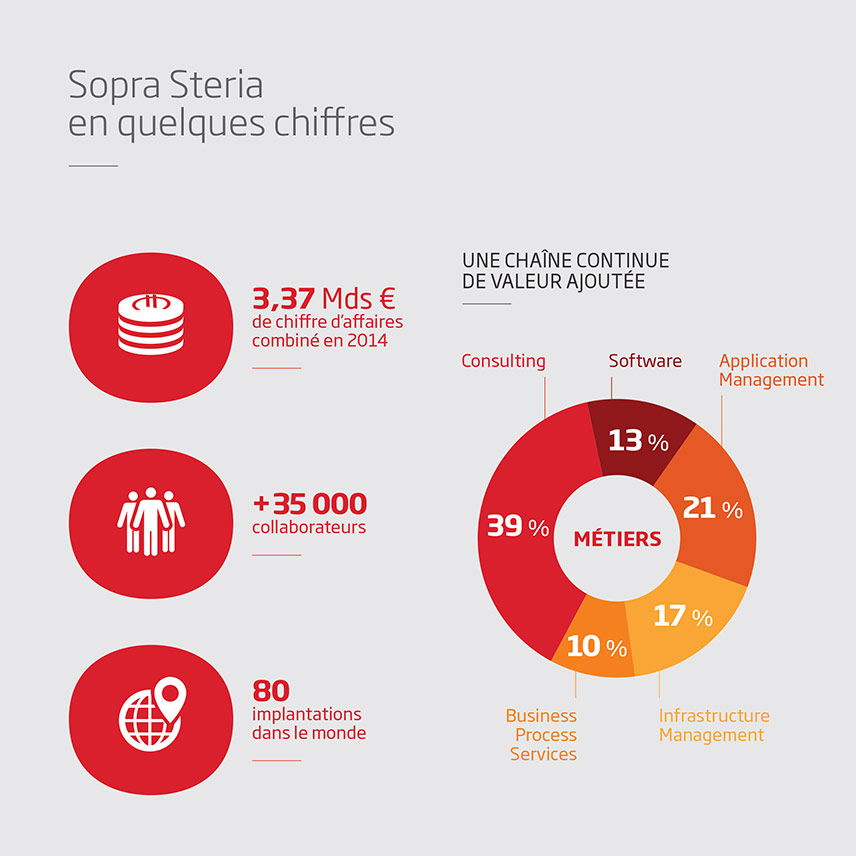 Sopra Steria
en quelques chiffres
3,37 Mds €
de chiffre d'affaires
combiné en 2014
+35 000
collaborateurs
80
implantations
dans le monde
UNE CHAÎNE CONTINUE
DE VALEUR AJOUTÉE
Consulting
Software
Application
Management
13 %
21 %
39 %
MÉTIERS
17 %
10 %
Business
Process
Services
Infrastructure
Management